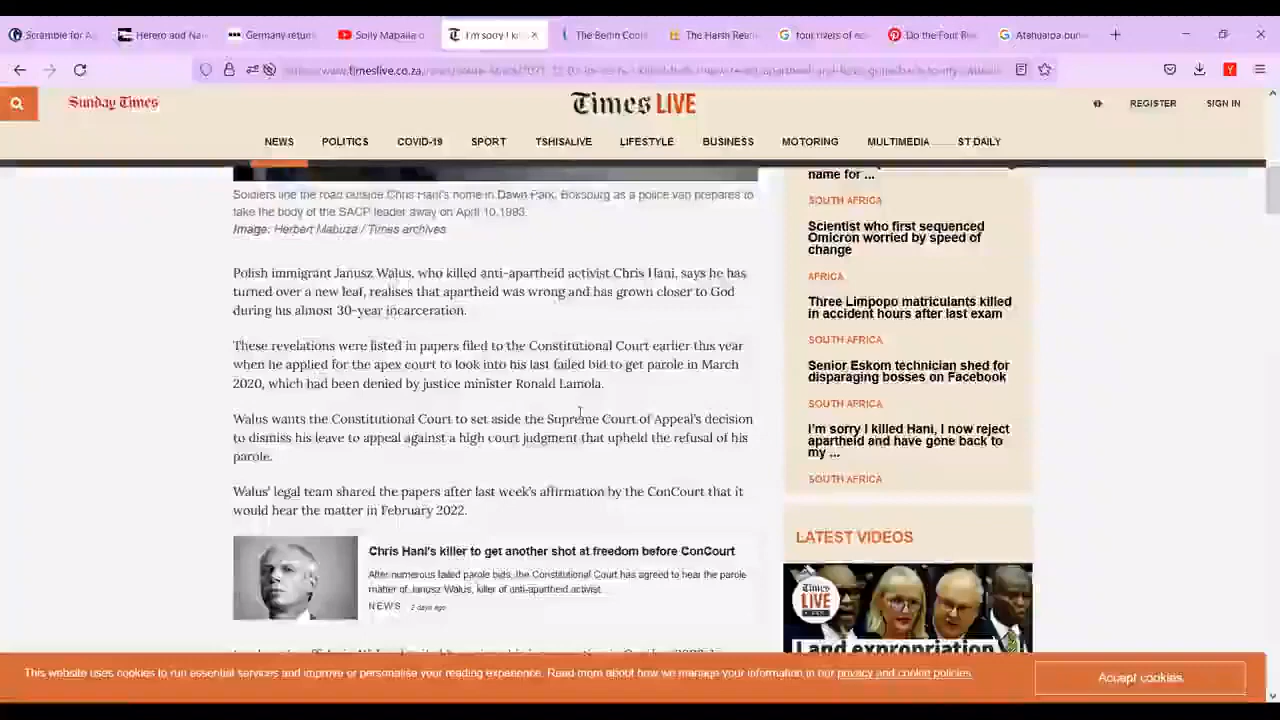 Scramble for A
Herero and Nar
Germany return
Solly Mapaila o
I'm sorry I k
The Berlin Con
The Harsh Rea
four rivers of e
Do the Four R
Atahualpa buri
Sunday Times
Times LIVE
REGISTER
SIGN IN
NEWS
POLITICS
COVID-19
SPORT
TSHISALIVE
LIFESTYLE
BUSINESS
MOTORING
MULTIMEDIA
ST DAILY
Soldiers line the road outside Chris Hani's home in Dawn Park, Boksburg as a police van prepares to
take the body of the SACP leader away on April 10,1993.
Image: Herbert Mabuza / Times archives
Polish immigrant Janusz Walus, who killed anti-apartheid activist Chris Hani, says he has
turned over a new leaf, realises that apartheid was wrong and has grown closer to God
during his almost 30-year incarceration.
These revelations were listed in papers filed to the Constitutional Court earlier this year
when he applied for the apex court to look into his last failed bid to get parole in March
2020, which had been denied by justice minister Ronald Lamola.
Walus wants the Constitutional Court to set aside the Supreme Court of Appeal's decision
to dismiss his leave to appeal against a high court judgment that upheld the refusal of his
parole.
Walus' legal team shared the papers after last week's affirmation by the ConCourt that it
would hear the matter in February 2022.
Chris Hani's killer to get another shot at freedom before ConCourt
After numerous failed parole bids, the Constitutional Court has agreed to hear the parole
matter of Janusz Walus, killer of anti-apartheid activist
NEWS 2 days ago
name for ...
SOUTH AFRICA
Scientist who first sequenced
Omicron worried by speed of
change
AFRICA
Three Limpopo matriculants killed
in accident hours after last exam
SOUTH AFRICA
Senior Eskom technician shed for
disparaging bosses on Facebook
SOUTH AFRICA
I'm sorry I killed Hani, I now reject
apartheid and have gone back to
my ...
SOUTH AFRICA
LATEST VIDEOS
Times
LIVE
Land expropriation
This website uses cookies to run essential services and improve or personalise your reading experience. Read more about how we manage your information in our privacy and cookie policies.
Accept cookies.